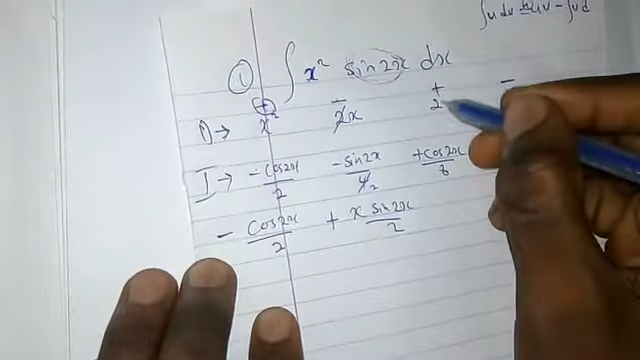 ∫u dv = uv - ∫v d
① ∫ x² sin2x dx
D→ + x² - 2x + 2 -
I→ -cos2x/2 -sin2x/4 2 +cos2x/8
- cos2x/2 + x sin2x/2